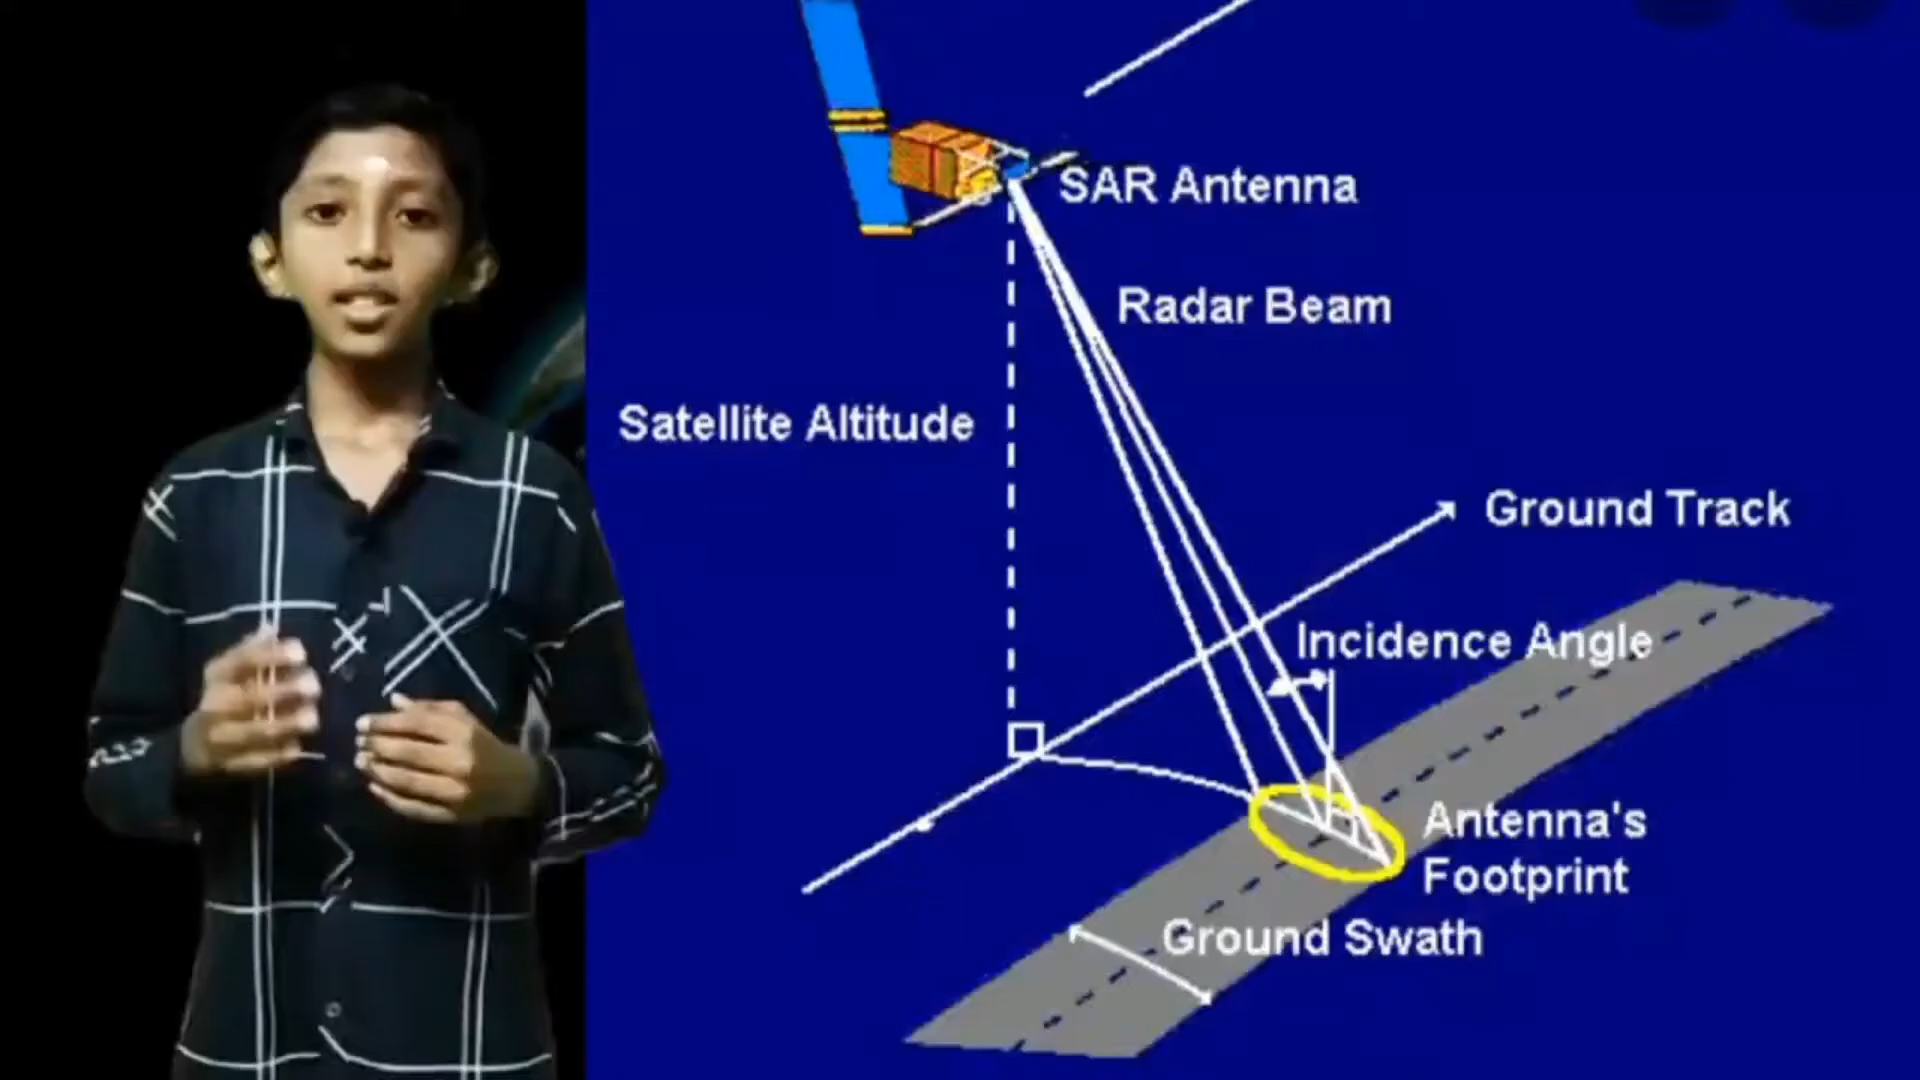 SAR Antenna
Radar Beam
Satellite Altitude
Ground Track
Incidence Angle
Antenna's
Footprint
Ground Swath